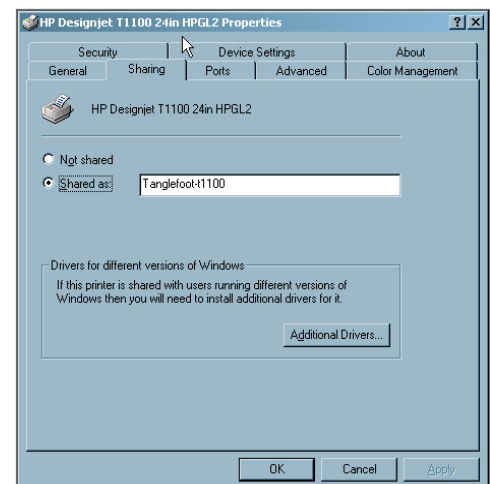 HP Designjet T1100 24in HPGL2 Properties
Security Device Settings About
General Sharing Ports Advanced Color Management
HP Designjet T1100 24in HPGL2
Not shared
Shared as: Tanglefoot-t1100
Drivers for different versions of Windows
If this printer is shared with users running different versions of
Windows then you will need to install additional drivers for it.
Additional Drivers...
OK Cancel Apply